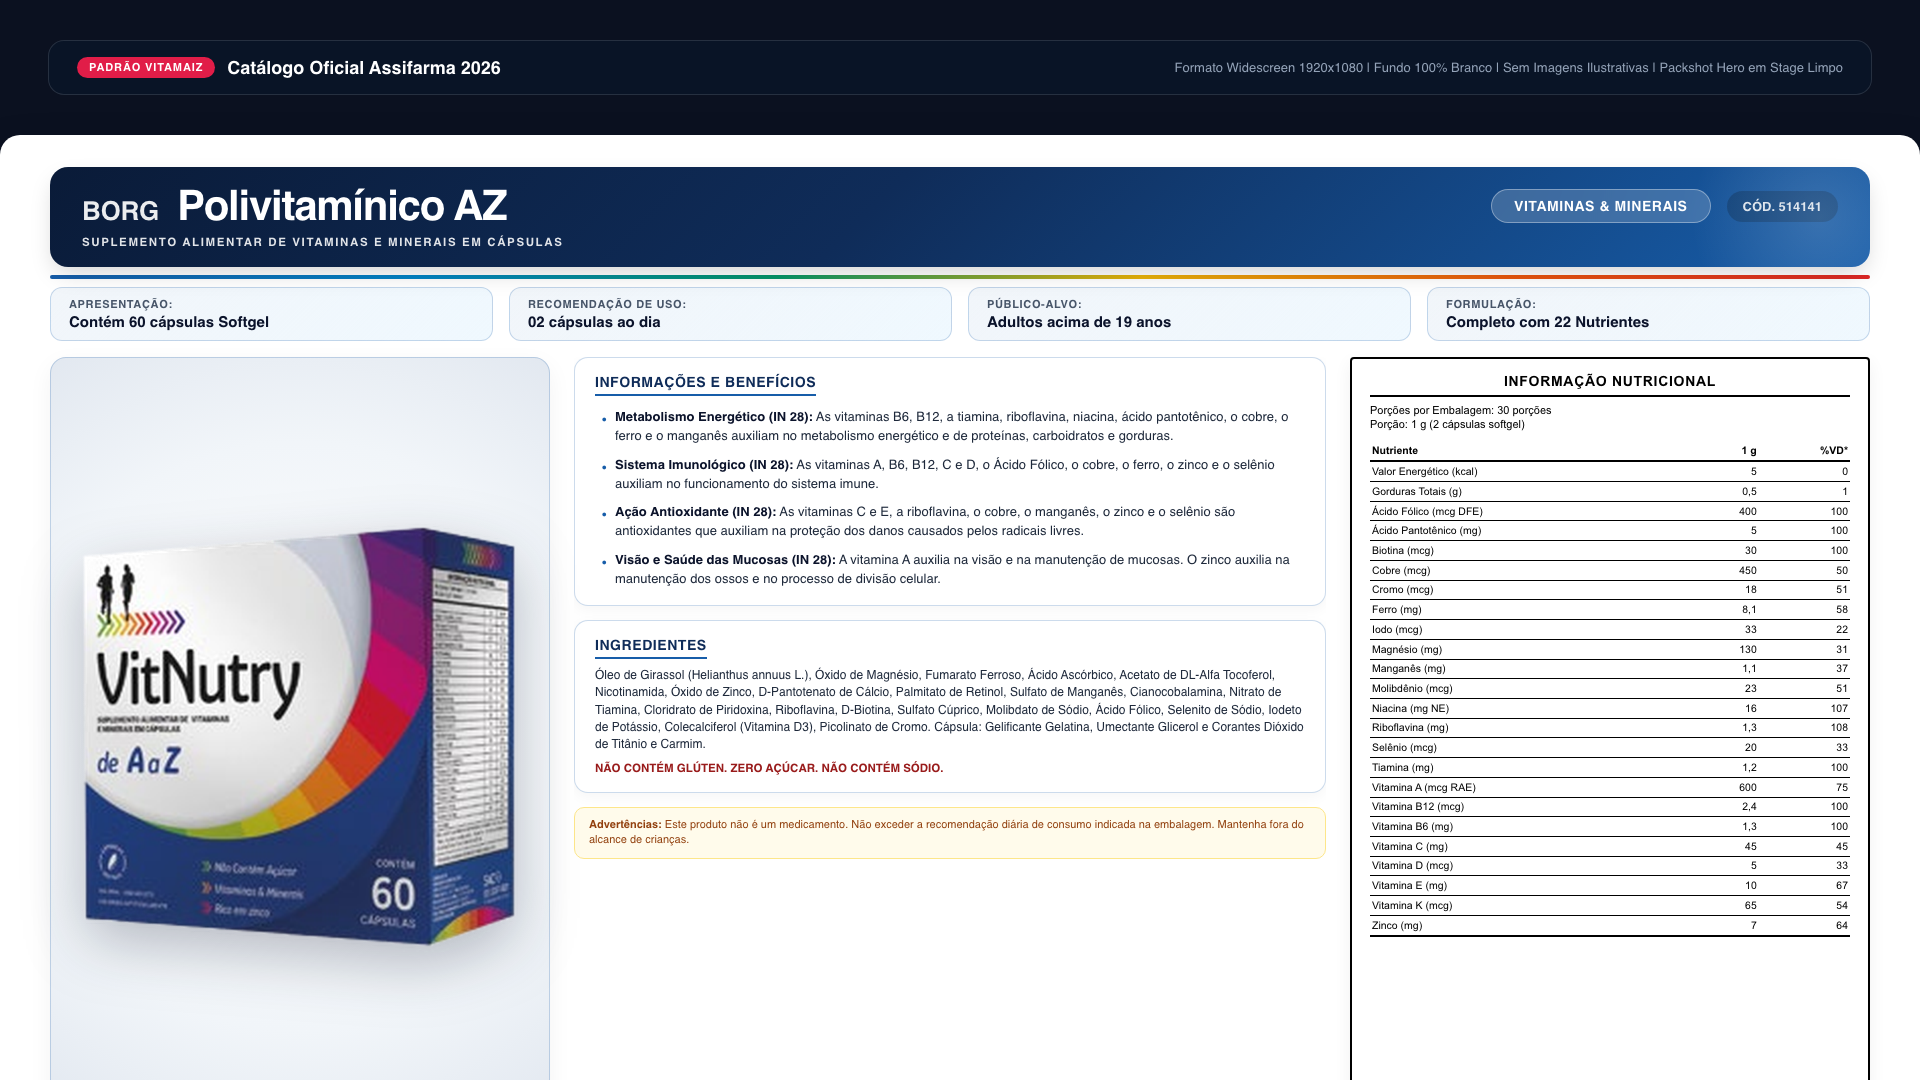 PADRÃO VITAMAIZ
Catálogo Oficial Assifarma 2026
Formato Widescreen 1920x1080 | Fundo 100% Branco | Sem Imagens Ilustrativas | Packshot Hero em Stage Limpo
BORG Polivitamínico AZ
SUPLEMENTO ALIMENTAR DE VITAMINAS E MINERAIS EM CÁPSULAS
VITAMINAS & MINERAIS
CÓD. 514141
APRESENTAÇÃO:
Contém 60 cápsulas Softgel
RECOMENDAÇÃO DE USO:
02 cápsulas ao dia
PÚBLICO-ALVO:
Adultos acima de 19 anos
FORMULAÇÃO:
Completo com 22 Nutrientes
VitNutry
SUPLEMENTO ALIMENTAR DE VITAMINAS
E MINERAIS EM CÁPSULAS
de A a Z
Não Contém Açúcar
Vitaminas & Minerais
Rico em zinco
CONTÉM
60
CÁPSULAS
INFORMAÇÕES E BENEFÍCIOS
• Metabolismo Energético (IN 28): As vitaminas B6, B12, a tiamina, riboflavina, niacina, ácido pantotênico, o cobre, o
ferro e o manganês auxiliam no metabolismo energético e de proteínas, carboidratos e gorduras.
• Sistema Imunológico (IN 28): As vitaminas A, B6, B12, C e D, o Ácido Fólico, o cobre, o ferro, o zinco e o selênio
auxiliam no funcionamento do sistema imune.
• Ação Antioxidante (IN 28): As vitaminas C e E, a riboflavina, o cobre, o manganês, o zinco e o selênio são
antioxidantes que auxiliam na proteção dos danos causados pelos radicais livres.
• Visão e Saúde das Mucosas (IN 28): A vitamina A auxilia na visão e na manutenção de mucosas. O zinco auxilia na
manutenção dos ossos e no processo de divisão celular.
INGREDIENTES
Óleo de Girassol (Helianthus annuus L.), Óxido de Magnésio, Fumarato Ferroso, Ácido Ascórbico, Acetato de DL-Alfa Tocoferol,
Nicotinamida, Óxido de Zinco, D-Pantotenato de Cálcio, Palmitato de Retinol, Sulfato de Manganês, Cianocobalamina, Nitrato de
Tiamina, Cloridrato de Piridoxina, Riboflavina, D-Biotina, Sulfato Cúprico, Molibdato de Sódio, Ácido Fólico, Selenito de Sódio, Iodeto
de Potássio, Colecalciferol (Vitamina D3), Picolinato de Cromo. Cápsula: Gelificante Gelatina, Umectante Glicerol e Corantes Dióxido
de Titânio e Carmim.
NÃO CONTÉM GLÚTEN. ZERO AÇÚCAR. NÃO CONTÉM SÓDIO.
Advertências: Este produto não é um medicamento. Não exceder a recomendação diária de consumo indicada na embalagem. Mantenha fora do
alcance de crianças.
INFORMAÇÃO NUTRICIONAL
Porções por Embalagem: 30 porções
Porção: 1 g (2 cápsulas softgel)
Nutriente 1 g %VD*
Valor Energético (kcal) 5 0
Gorduras Totais (g) 0,5 1
Ácido Fólico (mcg DFE) 400 100
Ácido Pantotênico (mg) 5 100
Biotina (mcg) 30 100
Cobre (mcg) 450 50
Cromo (mcg) 18 51
Ferro (mg) 8,1 58
Iodo (mcg) 33 22
Magnésio (mg) 130 31
Manganês (mg) 1,1 37
Molibdênio (mcg) 23 51
Niacina (mg NE) 16 107
Riboflavina (mg) 1,3 108
Selênio (mcg) 20 33
Tiamina (mg) 1,2 100
Vitamina A (mcg RAE) 600 75
Vitamina B12 (mcg) 2,4 100
Vitamina B6 (mg) 1,3 100
Vitamina C (mg) 45 45
Vitamina D (mcg) 5 33
Vitamina E (mg) 10 67
Vitamina K (mcg) 65 54
Zinco (mg) 7 64